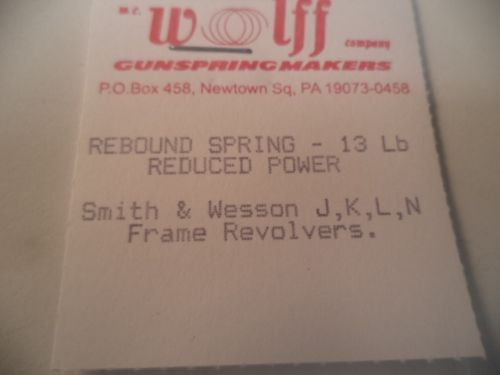 w.c. wolff company
GUNSPRINGMAKERS
P.O.Box 458, Newtown Sq, PA 19073-0458
REBOUND SPRING - 13 Lb
REDUCED POWER
Smith & Wesson J,K,L,N
Frame Revolvers.